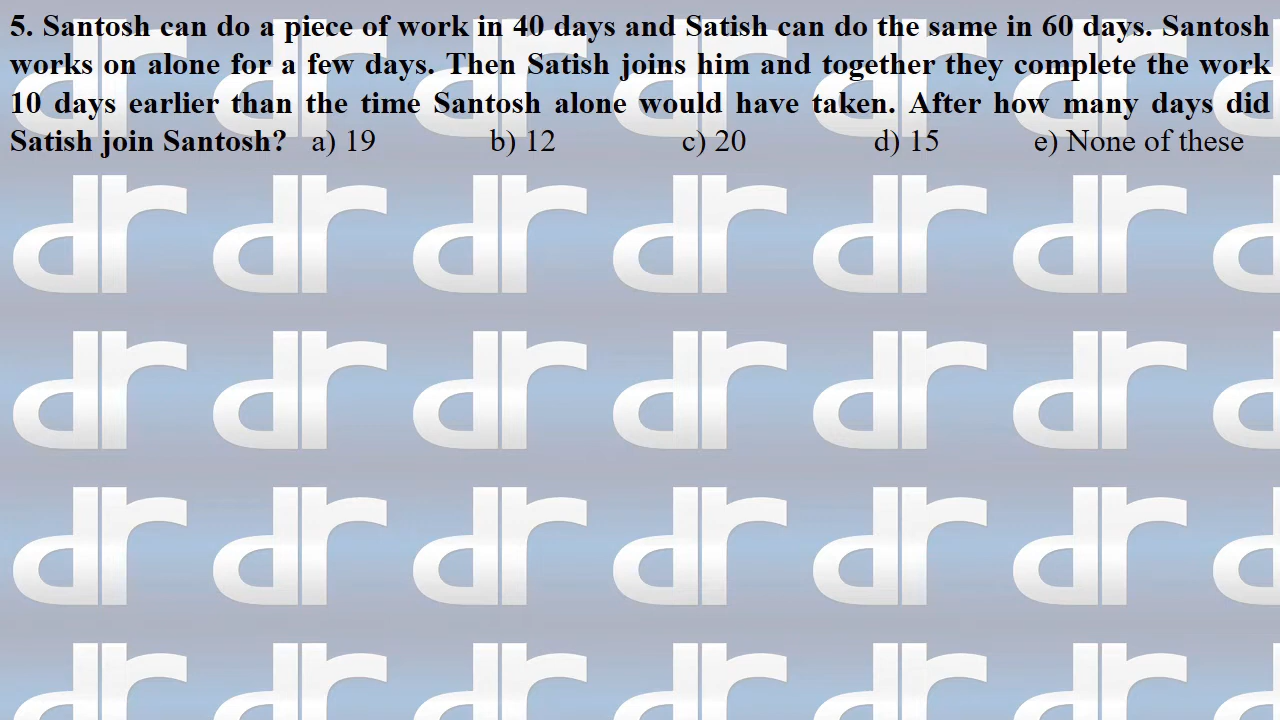 5. Santosh can do a piece of work in 40 days and Satish can do the same in 60 days. Santosh
works on alone for a few days. Then Satish joins him and together they complete the work
10 days earlier than the time Santosh alone would have taken. After how many days did
Satish join Santosh? a) 19 b) 12 c) 20 d) 15 e) None of these